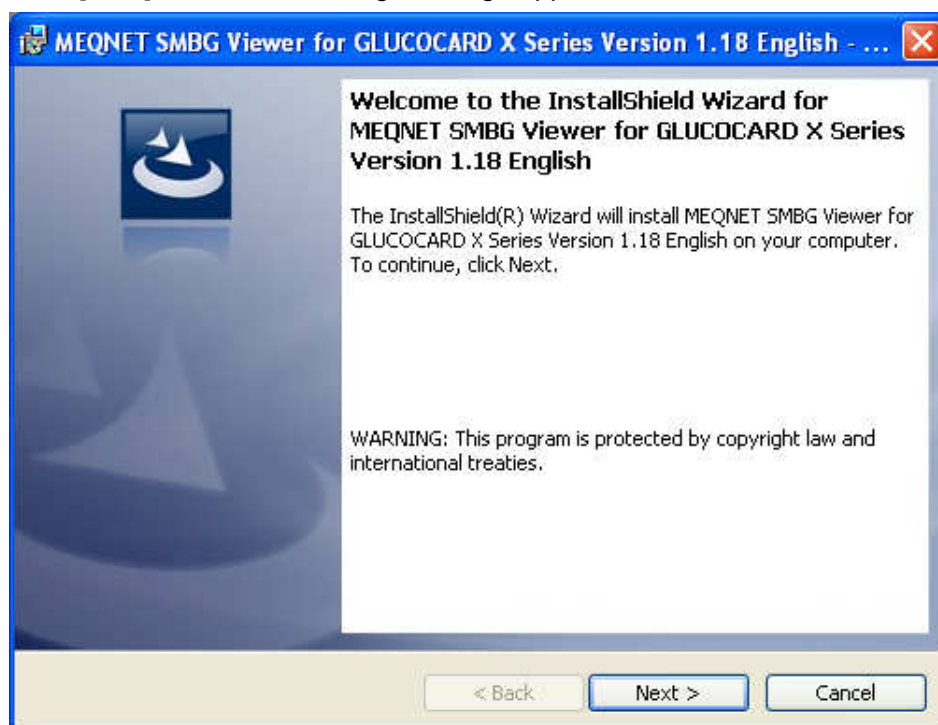 MEQNET SMBG Viewer for GLUCOCARD X Series Version 1.18 English - ...
Welcome to the InstallShield Wizard for
MEQNET SMBG Viewer for GLUCOCARD X Series
Version 1.18 English
The InstallShield(R) Wizard will install MEQNET SMBG Viewer for
GLUCOCARD X Series Version 1.18 English on your computer.
To continue, click Next.
WARNING: This program is protected by copyright law and
international treaties.
< Back
Next >
Cancel